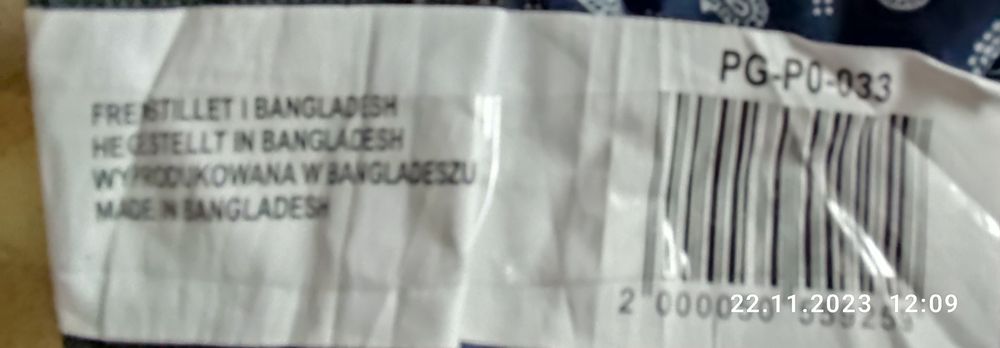 FREMSTILLET I BANGLADESH
HERGESTELLT IN BANGLADESH
WYPRODUKOWANA W BANGLADESZU
MADE IN BANGLADESH
PG-P0-033
22.11.2023 12:09